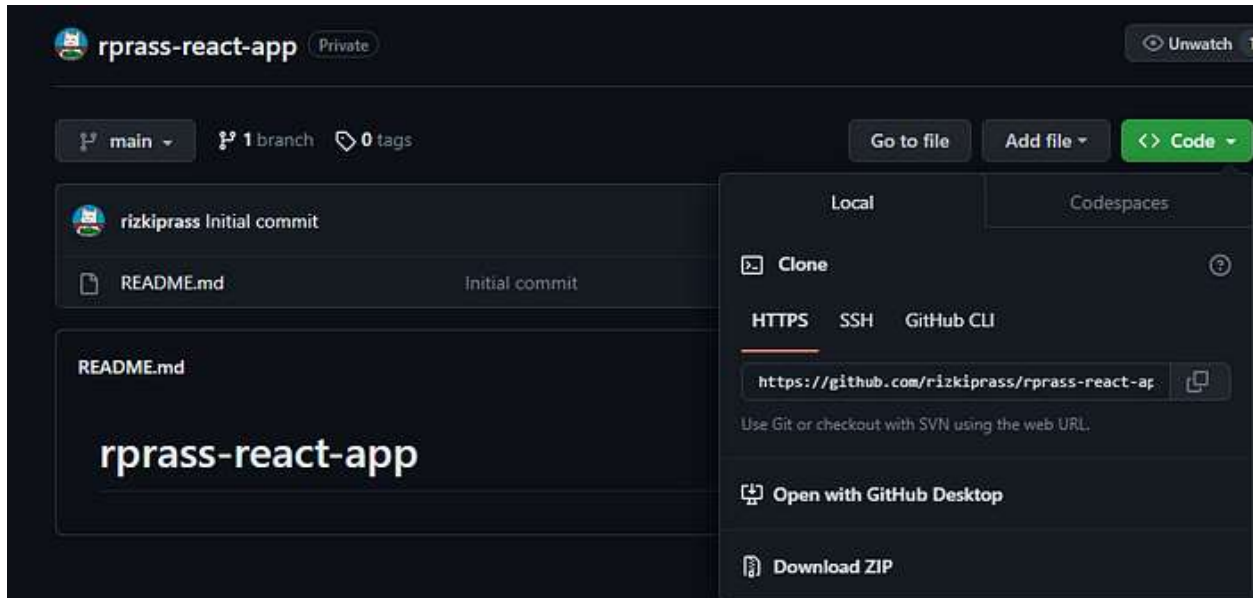 rprass-react-app Private
Unwatch 1
main 1 branch 0 tags
Go to file Add file <> Code
rizkiprass Initial commit
README.md Initial commit
README.md
rprass-react-app
Local Codespaces
Clone
HTTPS SSH GitHub CLI
https://github.com/rizkiprass/rprass-react-ap
Use Git or checkout with SVN using the web URL.
Open with GitHub Desktop
Download ZIP